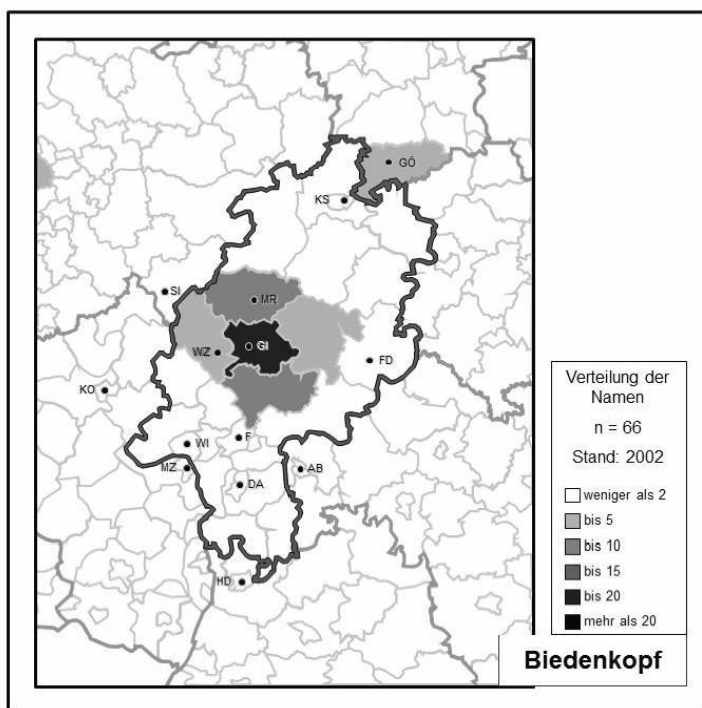 GÖ
KS
SI
MR
GI
WZ
FD
KO
WI
F
MZ
AB
DA
HD
Verteilung der
Namen
n = 66
Stand: 2002
weniger als 2
bis 5
bis 10
bis 15
bis 20
mehr als 20
Biedenkopf